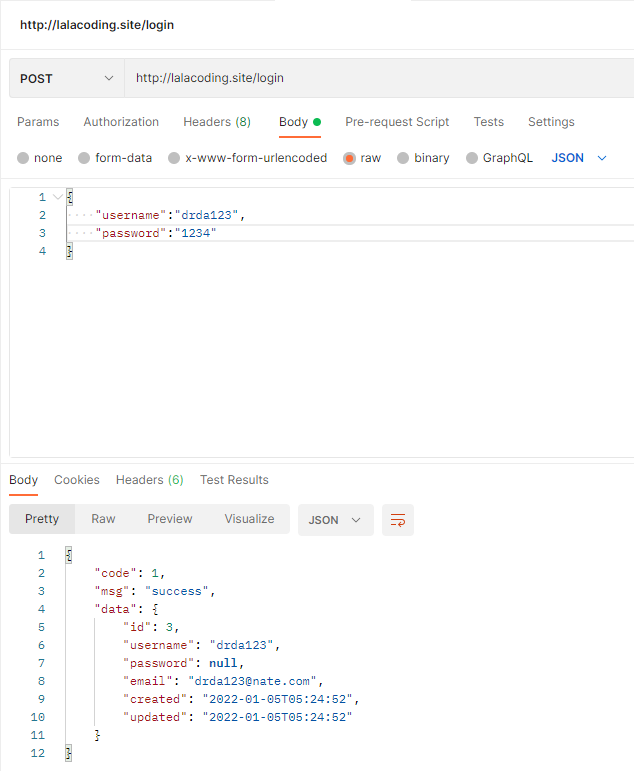 http://lalacoding.site/login
POST http://lalacoding.site/login
Params Authorization Headers (8) Body Pre-request Script Tests Settings
none form-data x-www-form-urlencoded raw binary GraphQL JSON
1 {
2 "username":"drda123",
3 "password":"1234"
4 }
Body Cookies Headers (6) Test Results
Pretty Raw Preview Visualize JSON
1 {
2 "code": 1,
3 "msg": "success",
4 "data": {
5 "id": 3,
6 "username": "drda123",
7 "password": null,
8 "email": "drda123@nate.com",
9 "created": "2022-01-05T05:24:52",
10 "updated": "2022-01-05T05:24:52"
11 }
12 }